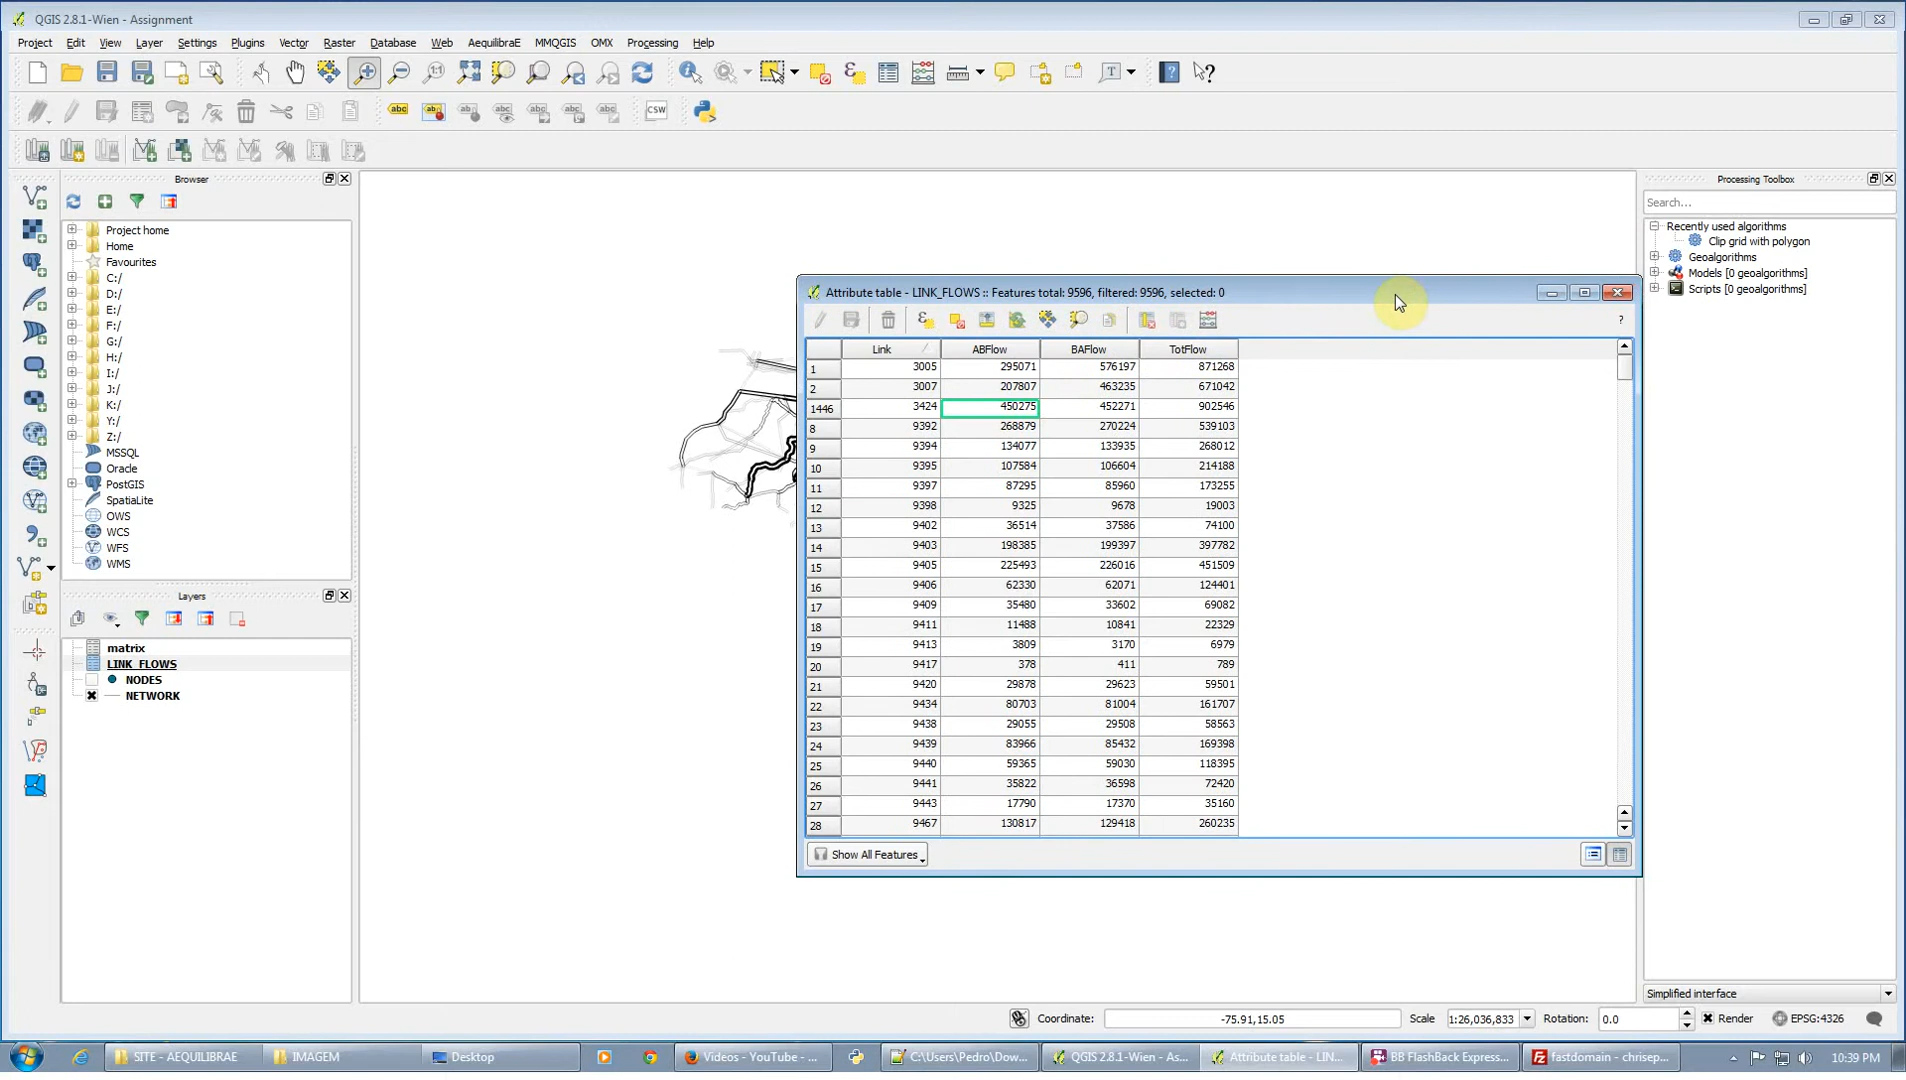 QGIS 2.8.1-Wien - Assignment
Project Edit View Layer Settings Plugins Vector Raster Database Web AequilibraE MMQGIS OMX Processing Help
Browser
Project home
Home
Favourites
C:/
D:/
E:/
F:/
G:/
H:/
I:/
J:/
K:/
Y:/
Z:/
MSSQL
Oracle
PostGIS
SpatiaLite
OWS
WCS
WFS
WMS
Layers
matrix
LINK_FLOWS
NODES
NETWORK
Attribute table - LINK_FLOWS :: Features total: 9596, filtered: 9596, selected: 0
?
Link ABFlow BAFlow TotFlow
1 3005 295071 576197 871268
2 3007 207807 463235 671042
1446 3424 450275 452271 902546
8 9392 268879 270224 539103
9 9394 134077 133935 268012
10 9395 107584 106604 214188
11 9397 87295 85960 173255
12 9398 9325 9678 19003
13 9402 36514 37586 74100
14 9403 198385 199397 397782
15 9405 225493 226016 451509
16 9406 62330 62071 124401
17 9409 35480 33602 69082
18 9411 11488 10841 22329
19 9413 3809 3170 6979
20 9417 378 411 789
21 9420 29878 29623 59501
22 9434 80703 81004 161707
23 9438 29055 29508 58563
24 9439 83966 85432 169398
25 9440 59365 59030 118395
26 9441 35822 36598 72420
27 9443 17790 17370 35160
28 9467 130817 129418 260235
Show All Features
Processing Toolbox
Search...
Recently used algorithms
Clip grid with polygon
Geoalgorithms
Models [0 geoalgorithms]
Scripts [0 geoalgorithms]
Simplified interface
Coordinate: -75.91,15.05 Scale 1:26,036,833 Rotation: 0.0 Render EPSG:4326
SITE - AEQUILIBRAE IMAGEM Desktop Videos - YouTube - ... C:\Users\Pedro\Dow... QGIS 2.8.1-Wien - As... Attribute table - LIN... BB FlashBack Express... fastdomain - chrisep... 10:39 PM